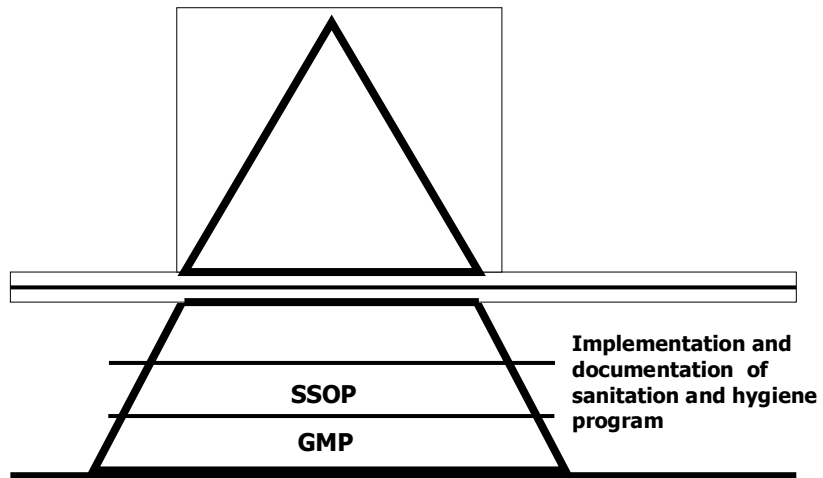 Implementation and
documentation of
sanitation and hygiene
program
SSOP
GMP